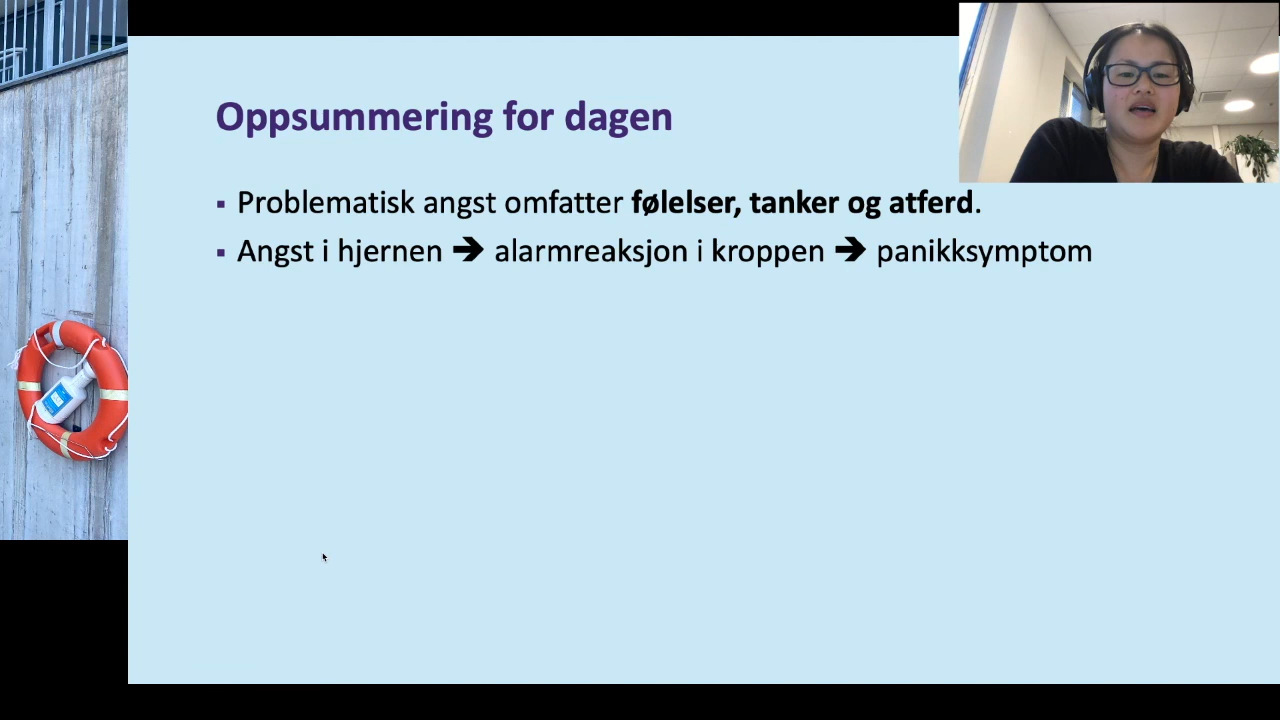 Oppsummering for dagen
▪ Problematisk angst omfatter følelser, tanker og atferd.
▪ Angst i hjernen ➔ alarmreaksjon i kroppen ➔ panikksymptom